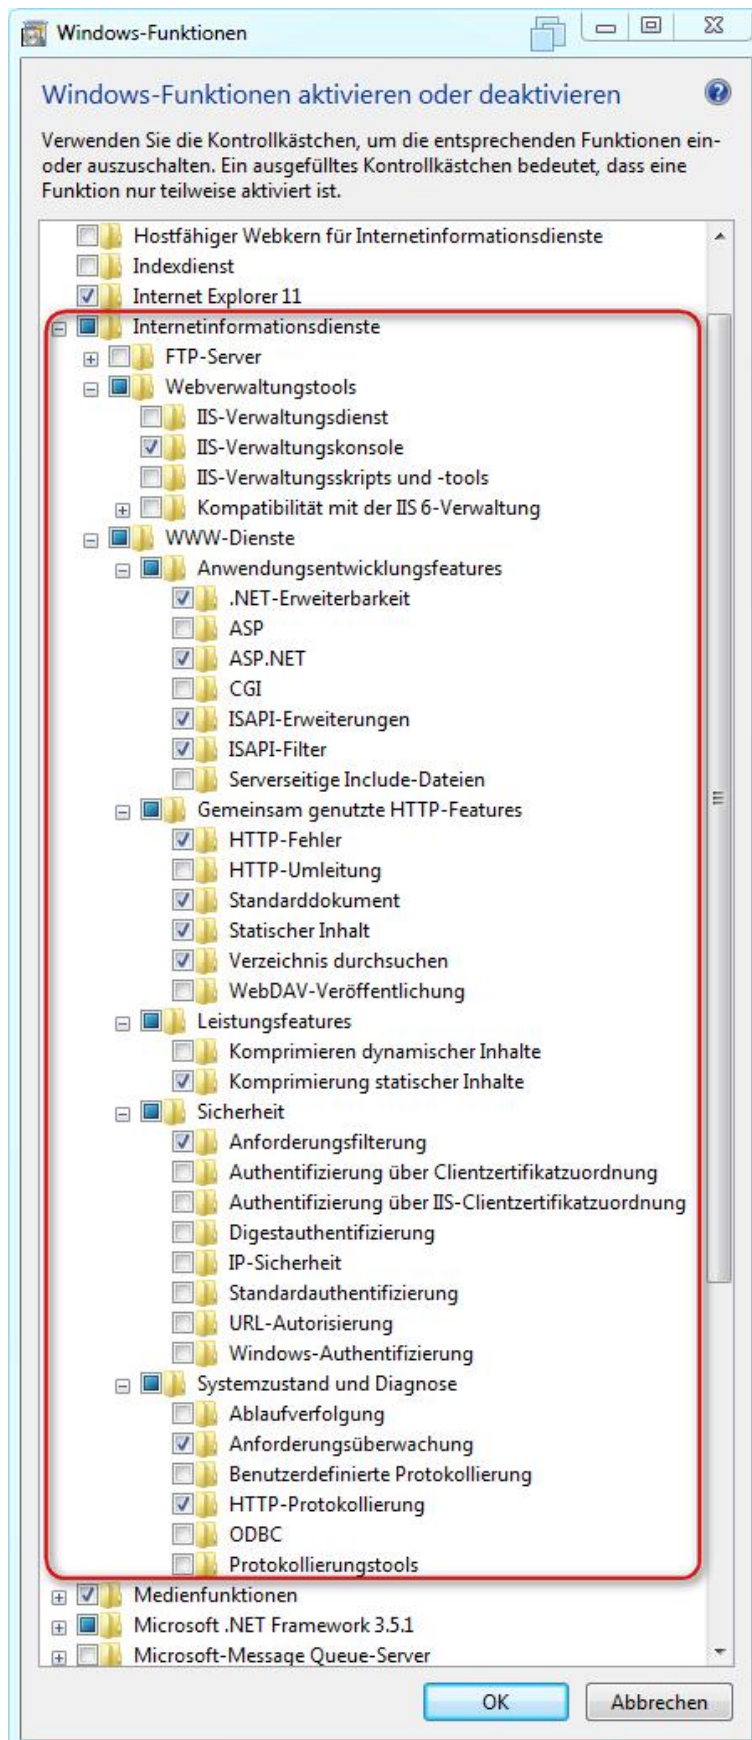 Windows-Funktionen
Windows-Funktionen aktivieren oder deaktivieren
Verwenden Sie die Kontrollkästchen, um die entsprechenden Funktionen ein-
oder auszuschalten. Ein ausgefülltes Kontrollkästchen bedeutet, dass eine
Funktion nur teilweise aktiviert ist.
Hostfähiger Webkern für Internetinformationsdienste
Indexdienst
Internet Explorer 11
Internetinformationsdienste
FTP-Server
Webverwaltungstools
IIS-Verwaltungsdienst
IIS-Verwaltungskonsole
IIS-Verwaltungsskripts und -tools
Kompatibilität mit der IIS 6-Verwaltung
WWW-Dienste
Anwendungsentwicklungsfeatures
.NET-Erweiterbarkeit
ASP
ASP.NET
CGI
ISAPI-Erweiterungen
ISAPI-Filter
Serverseitige Include-Dateien
Gemeinsam genutzte HTTP-Features
HTTP-Fehler
HTTP-Umleitung
Standarddokument
Statischer Inhalt
Verzeichnis durchsuchen
WebDAV-Veröffentlichung
Leistungsfeatures
Komprimieren dynamischer Inhalte
Komprimierung statischer Inhalte
Sicherheit
Anforderungsfilterung
Authentifizierung über Clientzertifikatzuordnung
Authentifizierung über IIS-Clientzertifikatzuordnung
Digestauthentifizierung
IP-Sicherheit
Standardauthentifizierung
URL-Autorisierung
Windows-Authentifizierung
Systemzustand und Diagnose
Ablaufverfolgung
Anforderungsüberwachung
Benutzerdefinierte Protokollierung
HTTP-Protokollierung
ODBC
Protokollierungstools
Medienfunktionen
Microsoft .NET Framework 3.5.1
Microsoft-Message Queue-Server
OK Abbrechen